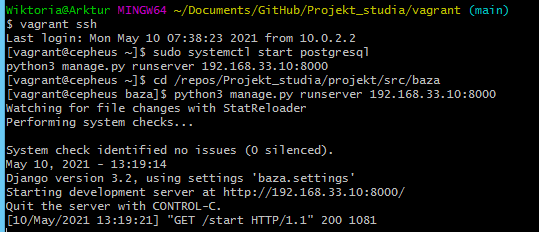 Wiktoria@Arktur MINGW64 ~/Documents/GitHub/Projekt_studia/vagrant (main)
$ vagrant ssh
Last login: Mon May 10 07:38:23 2021 from 10.0.2.2
[vagrant@cepheus ~]$ sudo systemctl start postgresql
python3 manage.py runserver 192.168.33.10:8000
[vagrant@cepheus ~]$ cd /repos/Projekt_studia/projekt/src/baza
[vagrant@cepheus baza]$ python3 manage.py runserver 192.168.33.10:8000
Watching for file changes with StatReloader
Performing system checks...

System check identified no issues (0 silenced).
May 10, 2021 - 13:19:14
Django version 3.2, using settings 'baza.settings'
Starting development server at http://192.168.33.10:8000/
Quit the server with CONTROL-C.
[10/May/2021 13:19:21] "GET /start HTTP/1.1" 200 1081